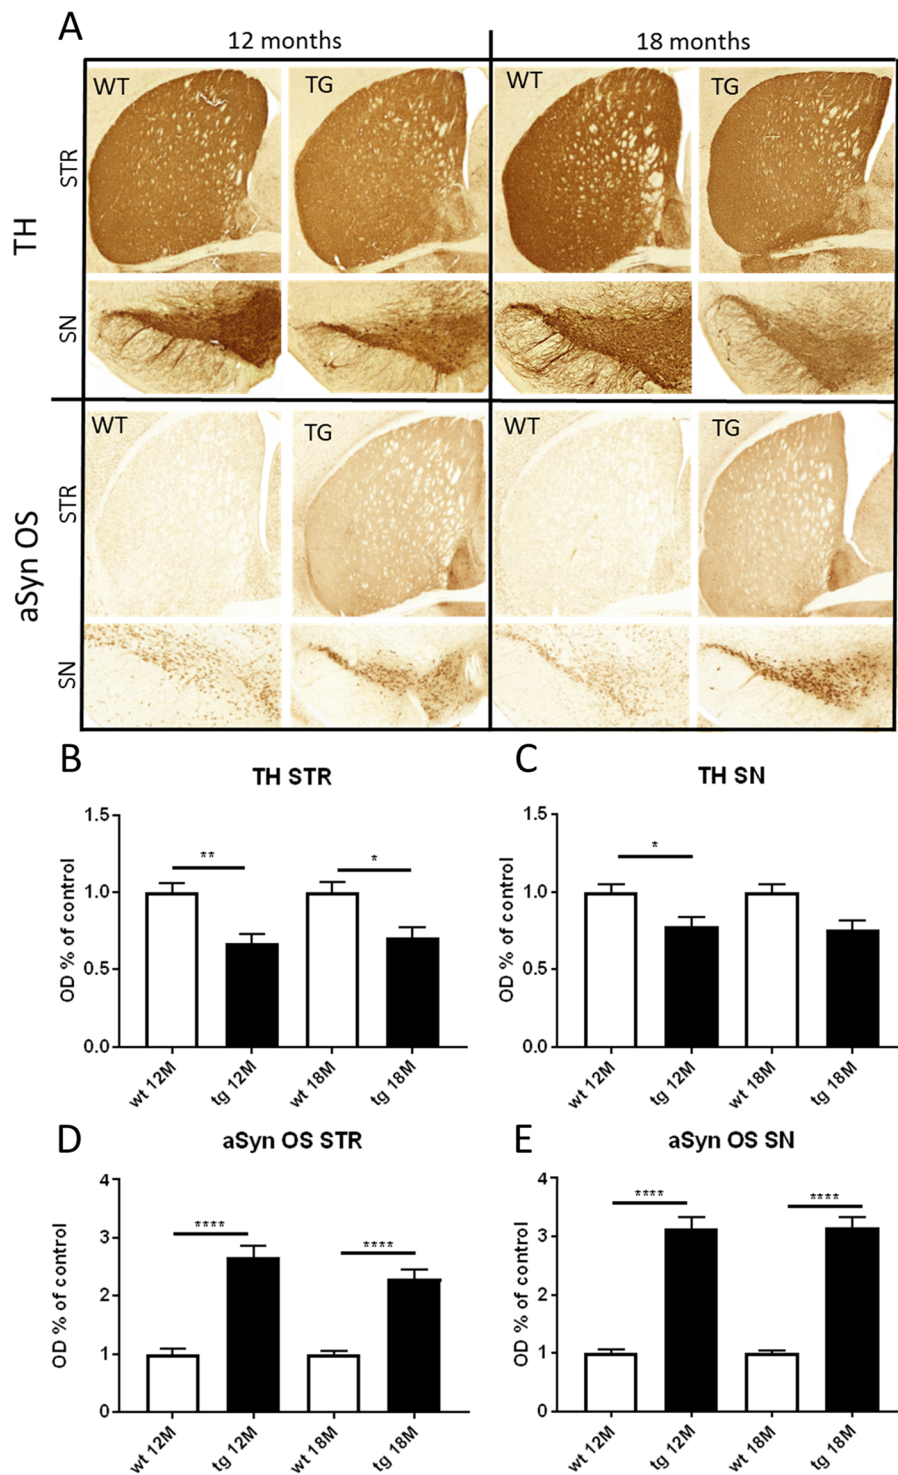 A
12 months
18 months
WT
TG
WT
TG
STR
TH
SN
WT
TG
WT
TG
STR
aSyn OS
SN
B
TH STR
1.5
1.0
0.5
0.0
OD % of control
**
*
wt 12M
tg 12M
wt 18M
tg 18M
C
TH SN
1.5
1.0
0.5
0.0
OD % of control
*
wt 12M
tg 12M
wt 18M
tg 18M
D
aSyn OS STR
4
3
2
1
0
OD % of control
****
****
wt 12M
tg 12M
wt 18M
tg 18M
E
aSyn OS SN
4
3
2
1
0
OD % of control
****
****
wt 12M
tg 12M
wt 18M
tg 18M